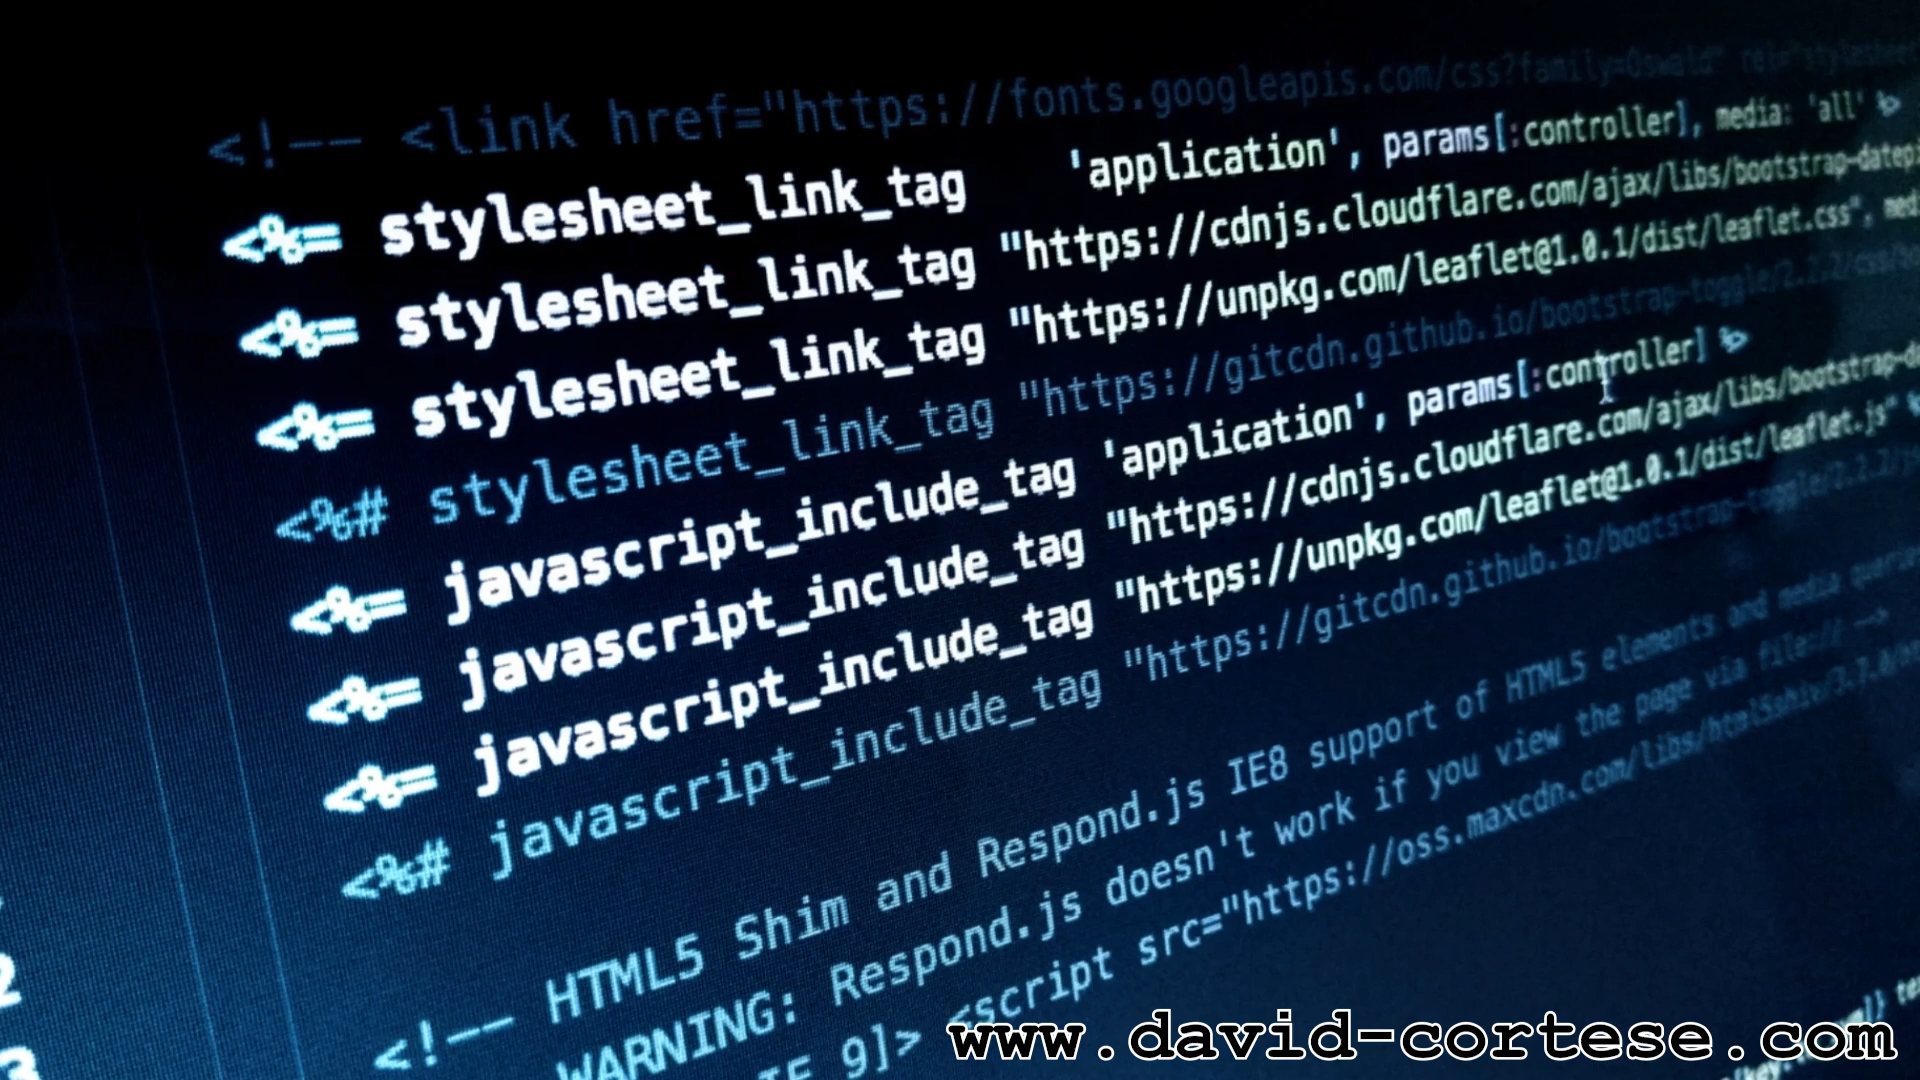 <!-- <link href="https://fonts.googleapis.com/css?family=Oswald" rel="stylesheet
<%= stylesheet_link_tag 'application', params[:controller], media: 'all' %>
<%= stylesheet_link_tag "https://cdnjs.cloudflare.com/ajax/libs/bootstrap-datepi
<%= stylesheet_link_tag "https://unpkg.com/leaflet@1.0.1/dist/leaflet.css", med
<%# stylesheet_link_tag "https://gitcdn.github.io/bootstrap-toggle/2.2.2/css/
<%= javascript_include_tag 'application', params[:controller] %>
<%= javascript_include_tag "https://cdnjs.cloudflare.com/ajax/libs/bootstrap-da
<%= javascript_include_tag "https://unpkg.com/leaflet@1.0.1/dist/leaflet.js"
<%# javascript_include_tag "https://gitcdn.github.io/bootstrap-toggle/2.2.2/js
<!-- HTML5 Shim and Respond.js IE8 support of HTML5 elements and media queries
WARNING: Respond.js doesn't work if you view the page via file:// -->
IE 9]> <script src="https://oss.maxcdn.com/libs/html5shiv/3.7.0/
2
3
www.david-cortese.com